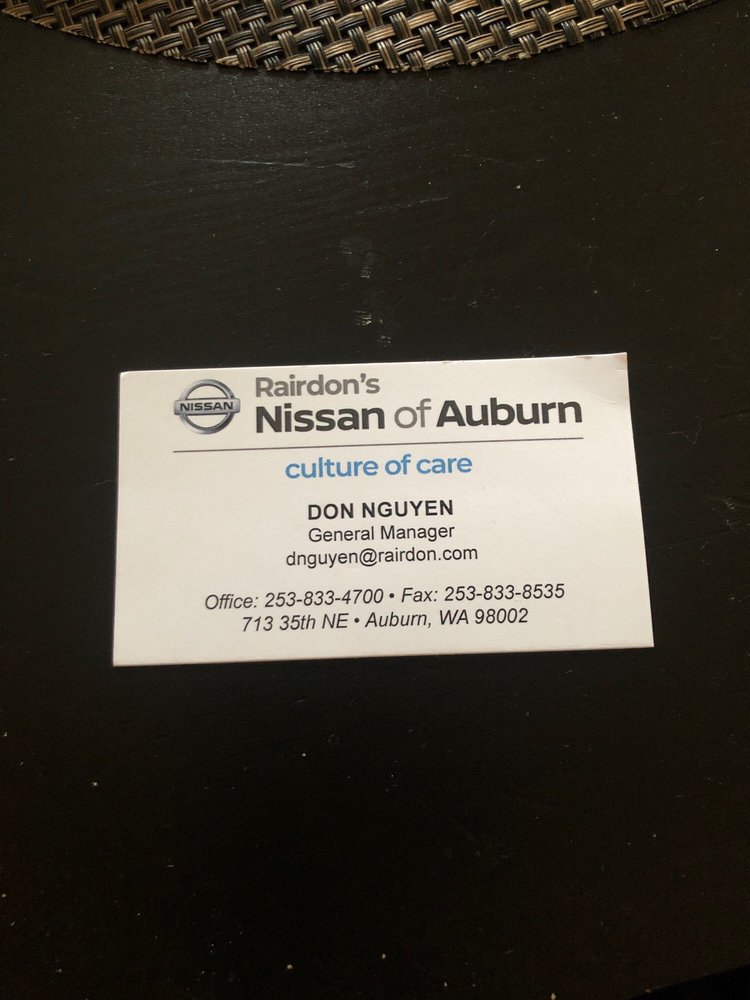 NISSAN
Rairdon's
Nissan of Auburn
culture of care
DON NGUYEN
General Manager
dnguyen@rairdon.com
Office: 253-833-4700 • Fax: 253-833-8535
713 35th NE • Auburn, WA 98002